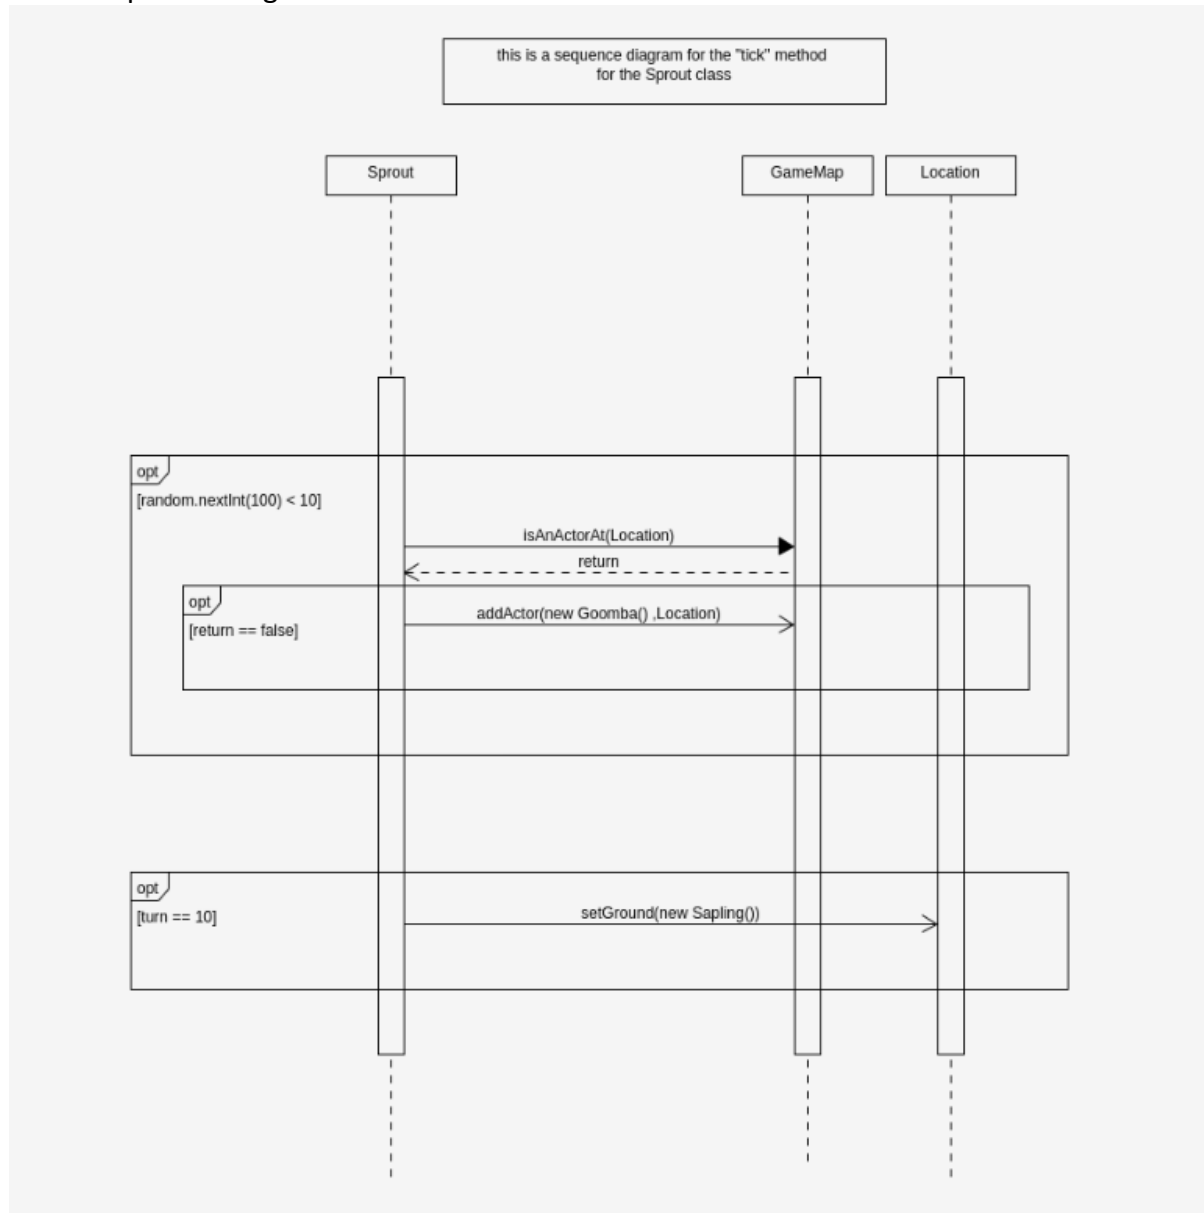 this is a sequence diagram for the "tick" method
for the Sprout class
Sprout
GameMap
Location
opt
[random.nextInt(100) < 10]
isAnActorAt(Location)
return
opt
[return == false]
addActor(new Goomba() ,Location)
opt
[turn == 10]
setGround(new Sapling())